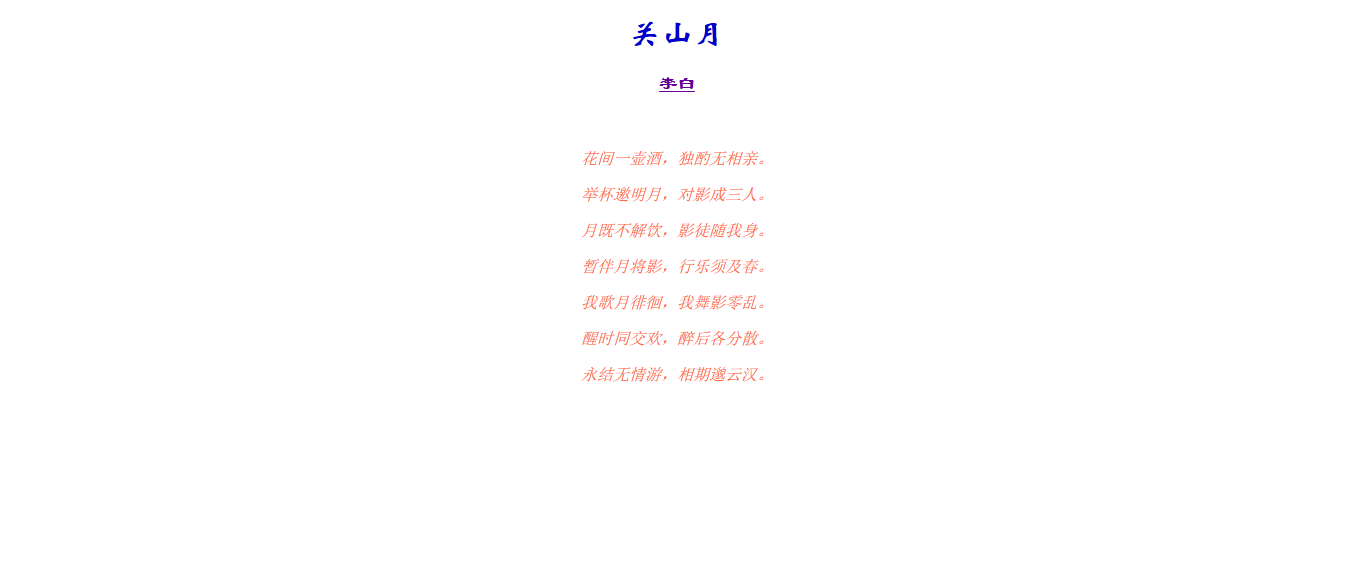 关山月
李白
花间一壶洒，独酌无相亲。
举杯邀明月，对影成三人。
月既不解饮，影徒随我身。
暂伴月将影，行乐须及春。
我歌月徘徊，我舞影零乱。
醒时同交欢，醉后各分散。
永结无情游，相期邈云汉。